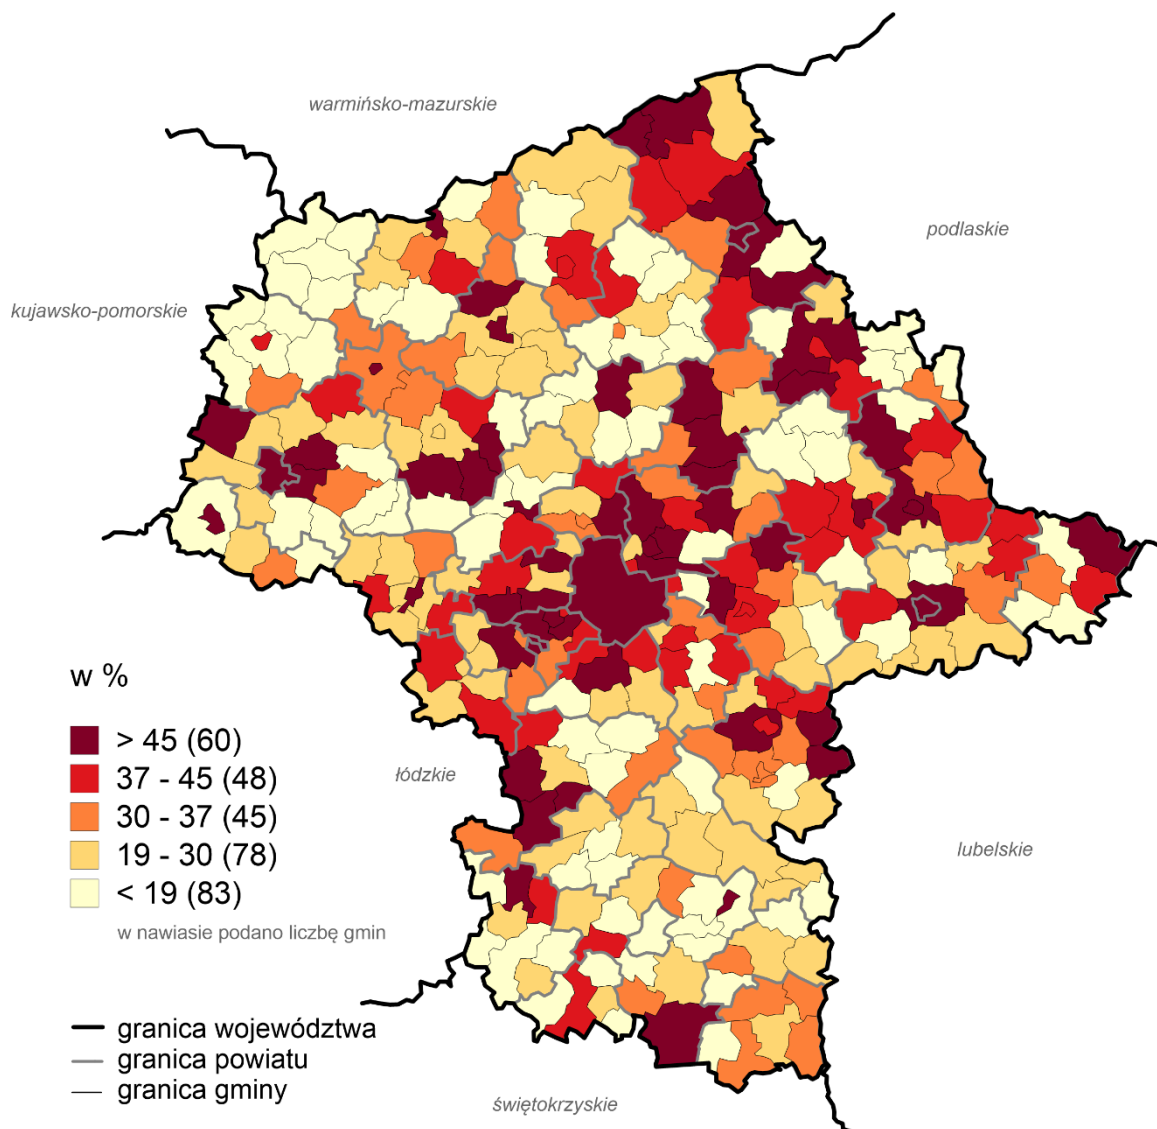 warmińsko-mazurskie
podlaskie
kujawsko-pomorskie
w %
> 45 (60)
37 - 45 (48)
30 - 37 (45)
19 - 30 (78)
< 19 (83)
w nawiasie podano liczbę gmin
łódzkie
lubelskie
granica województwa
granica powiatu
granica gminy
świętokrzyskie